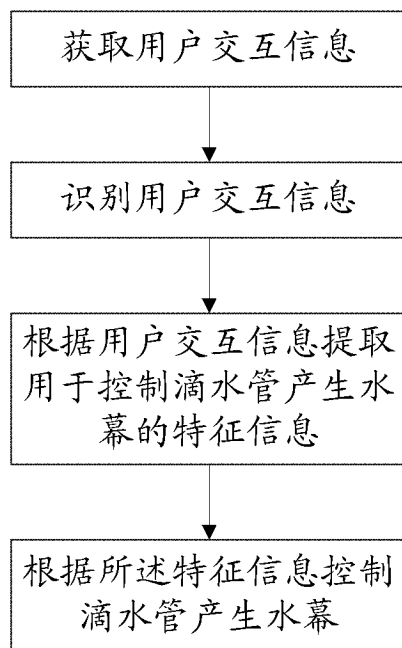 获取用户交互信息
识别用户交互信息
根据用户交互信息提取
用于控制滴水管产生水
幕的特征信息
根据所述特征信息控制
滴水管产生水幕